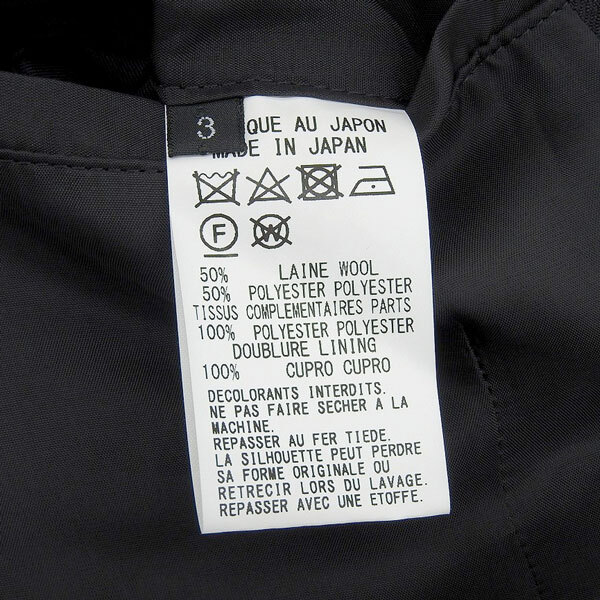 3
QUE AU JAPON
MADE IN JAPAN
F W
50% LAINE WOOL
50% POLYESTER POLYESTER
TISSUS COMPLEMENTAIRES PARTS
100% POLYESTER POLYESTER
DOUBLURE LINING
100% CUPRO CUPRO
DECOLORANTS INTERDITS.
NE PAS FAIRE SECHER A LA
MACHINE.
REPASSER AU FER TIEDE.
LA SILHOUETTE PEUT PERDRE
SA FORME ORIGINALE OU
RETRECIR LORS DU LAVAGE.
REPASSER AVEC UNE ETOFFE.